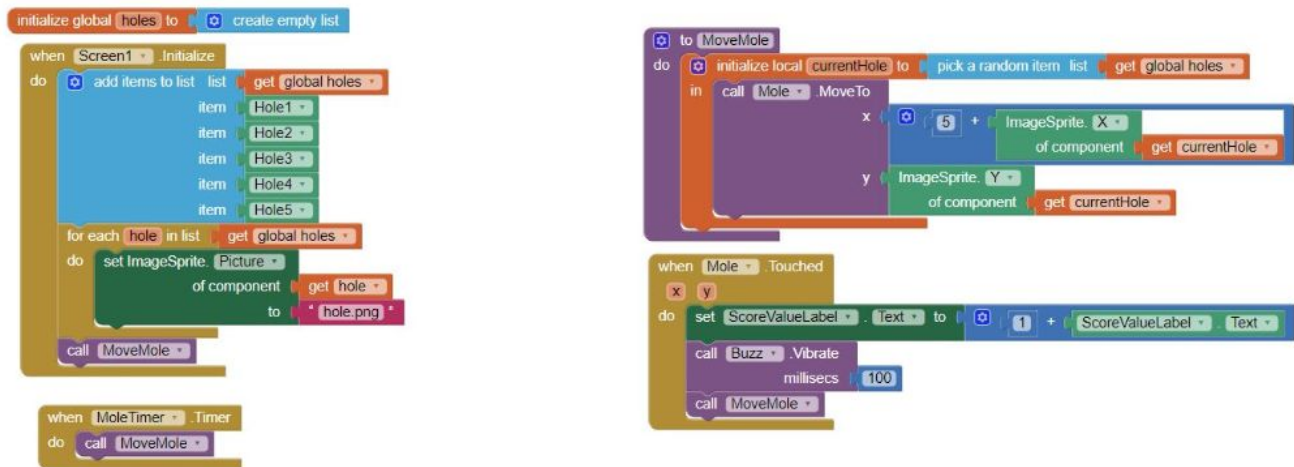 initialize global holes to create empty list
when Screen1 .Initialize
do add items to list list get global holes
item Hole1
item Hole2
item Hole3
item Hole4
item Hole5
for each hole in list get global holes
do set ImageSprite. Picture
of component get hole
to " hole.png "
call MoveMole
when MoleTimer .Timer
do call MoveMole
to MoveMole
do initialize local currentHole to pick a random item list get global holes
in call Mole .MoveTo
x 5 + ImageSprite. X
of component get currentHole
y ImageSprite. Y
of component get currentHole
when Mole .Touched
x y
do set ScoreValueLabel . Text to 1 + ScoreValueLabel . Text
call Buzz .Vibrate
millisecs 100
call MoveMole